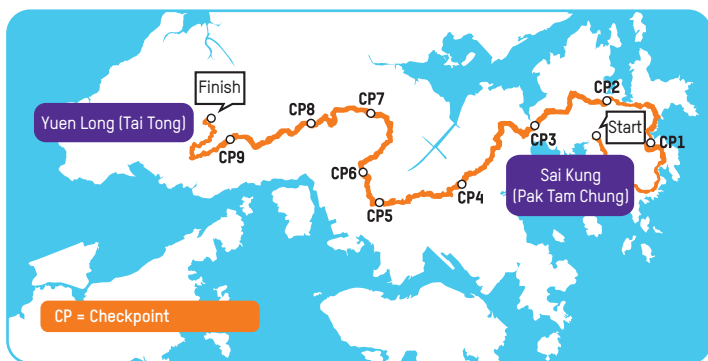 Finish
Yuen Long (Tai Tong)
CP9
CP8
CP7
CP6
CP5
CP4
CP3
CP2
Start
CP1
Sai Kung
(Pak Tam Chung)
CP = Checkpoint